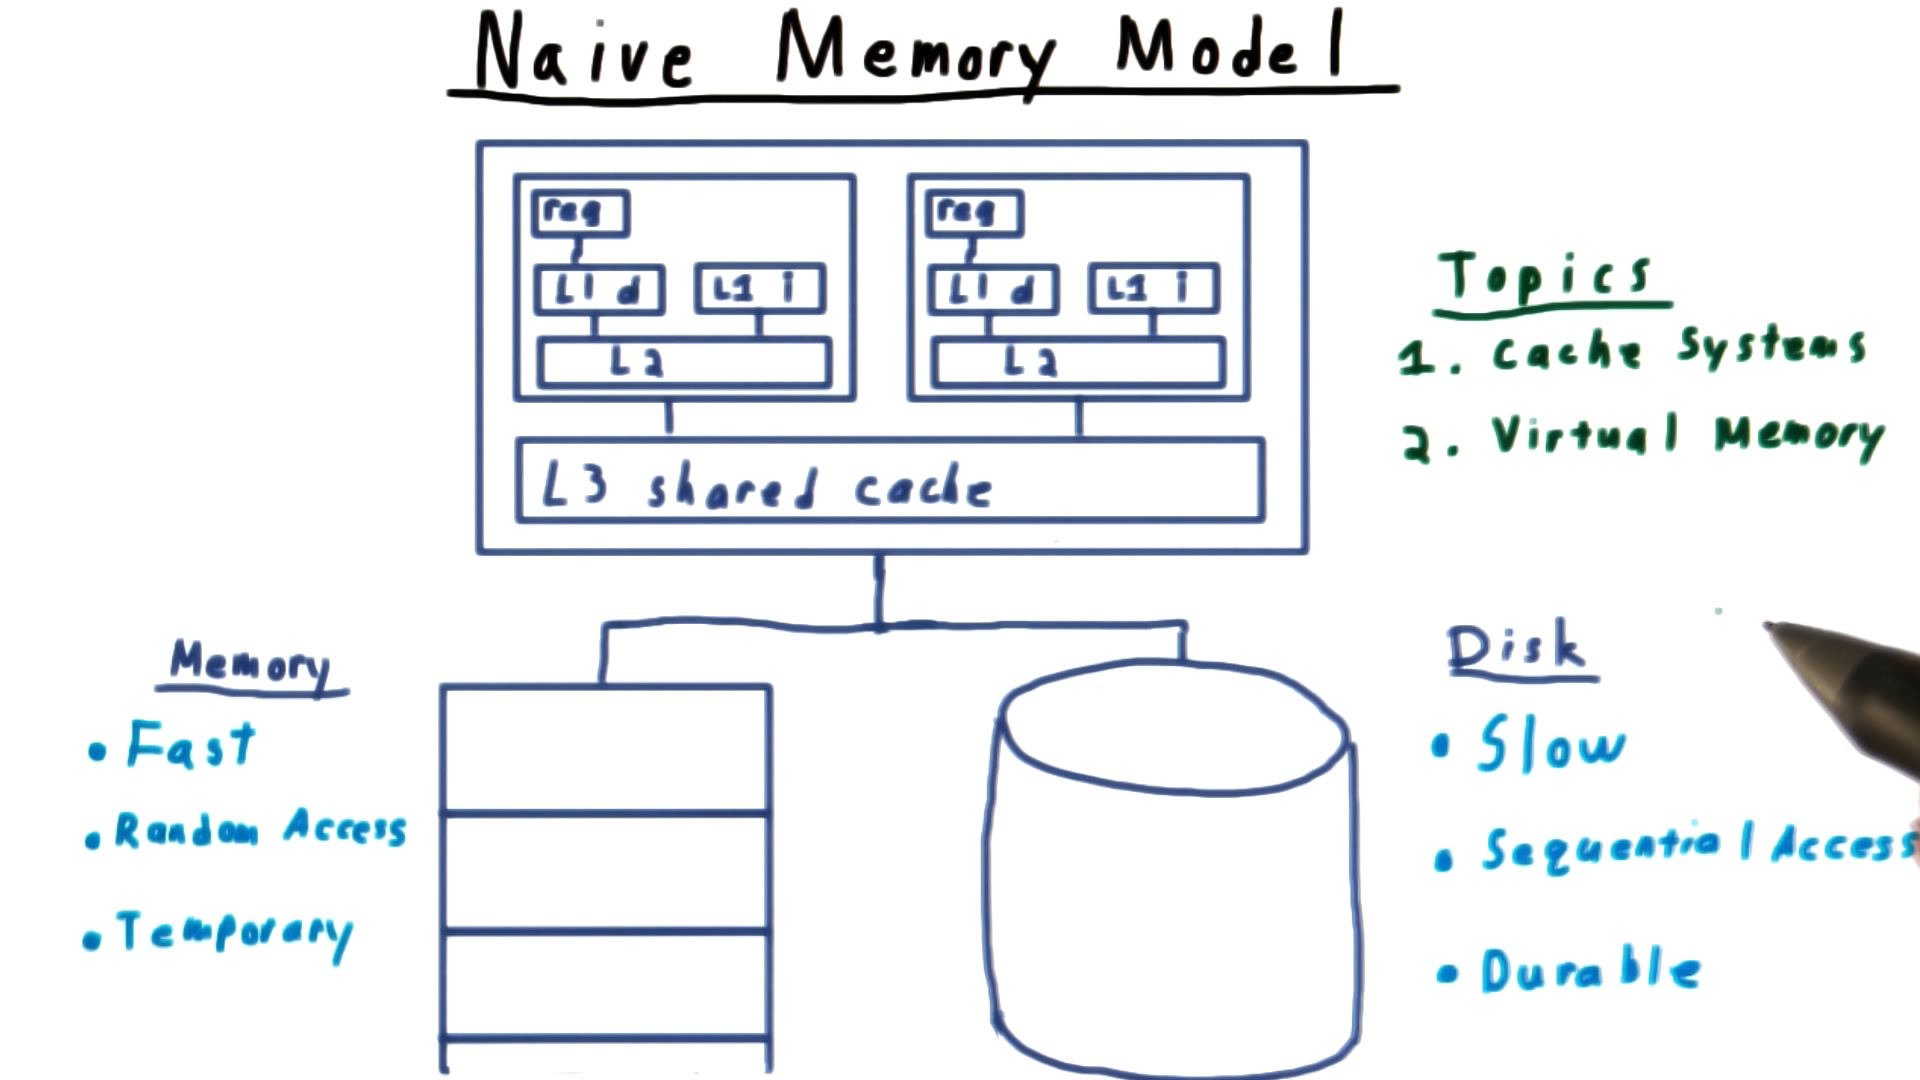 Naive Memory Model
reg
reg
L1 d
L1 i
L1 d
L1 i
L2
L2
L3 shared cache
Topics
1. Cache Systems
2. Virtual Memory
Memory
• Fast
• Random Access
• Temporary
Disk
• Slow
• Sequential Access
• Durable